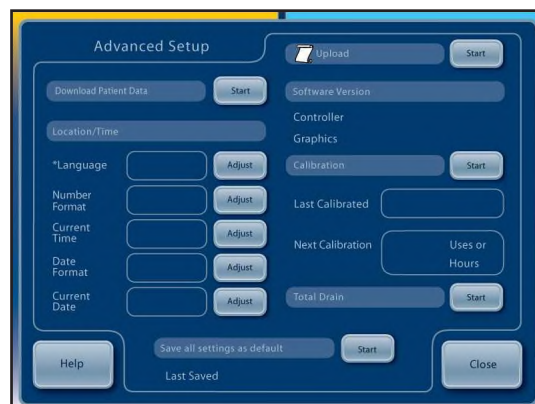 Advanced Setup
Upload
Start
Download Patient Data
Start
Software Version
Controller
Graphics
Location/Time
*Language
Adjust
Calibration
Start
Number
Format
Adjust
Last Calibrated
Current
Time
Adjust
Next Calibration
Uses or
Hours
Date
Format
Adjust
Current
Date
Adjust
Total Drain
Start
Save all settings as default
Start
Last Saved
Help
Close